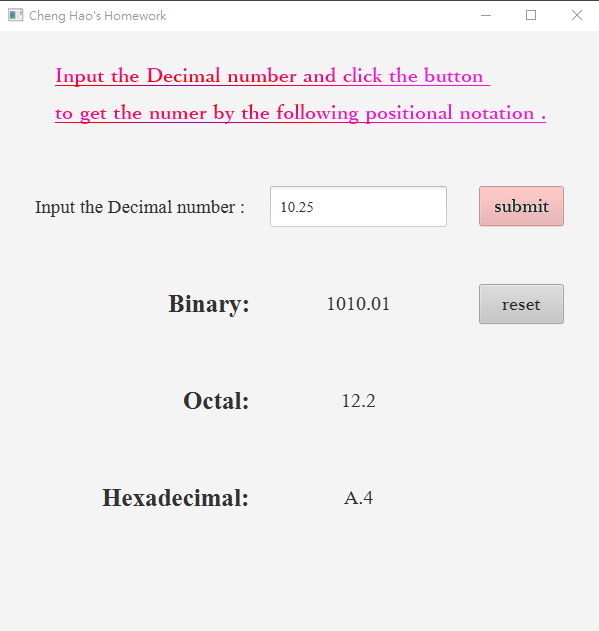 Cheng Hao's Homework
Input the Decimal number and click the button
to get the numer by the following positional notation .
Input the Decimal number : 10.25 submit
Binary: 1010.01 reset
Octal: 12.2
Hexadecimal: A.4